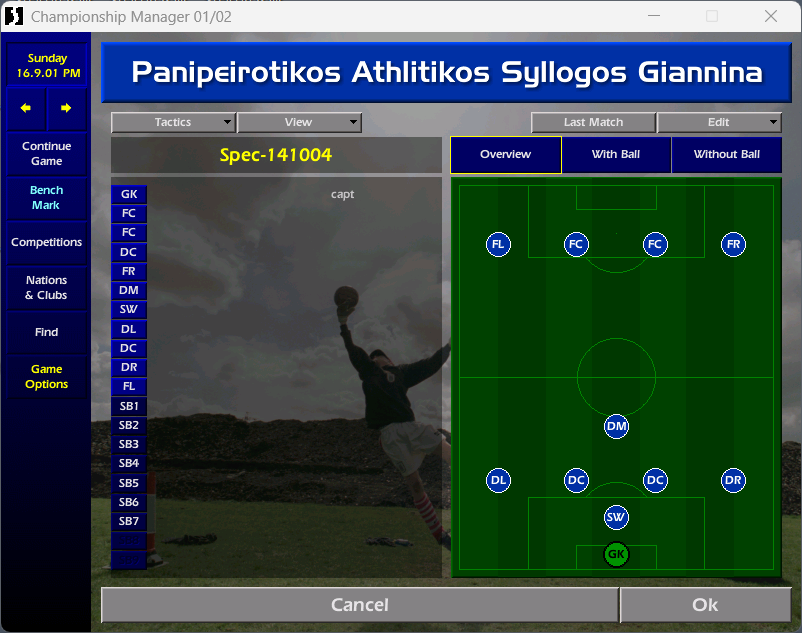 Championship Manager 01/02
Sunday
16.9.01 PM
Continue
Game
Bench
Mark
Competitions
Nations
& Clubs
Find
Game
Options
Panipeirotikos Athlitikos Syllogos Giannina
Tactics
View
Last Match
Edit
Spec-141004
Overview
With Ball
Without Ball
GK
capt
FC
FC
DC
FR
DM
SW
DL
DC
DR
FL
SB1
SB2
SB3
SB4
SB5
SB6
SB7
FL
FC
FC
FR
DM
DL
DC
DC
DR
SW
GK
Cancel
Ok